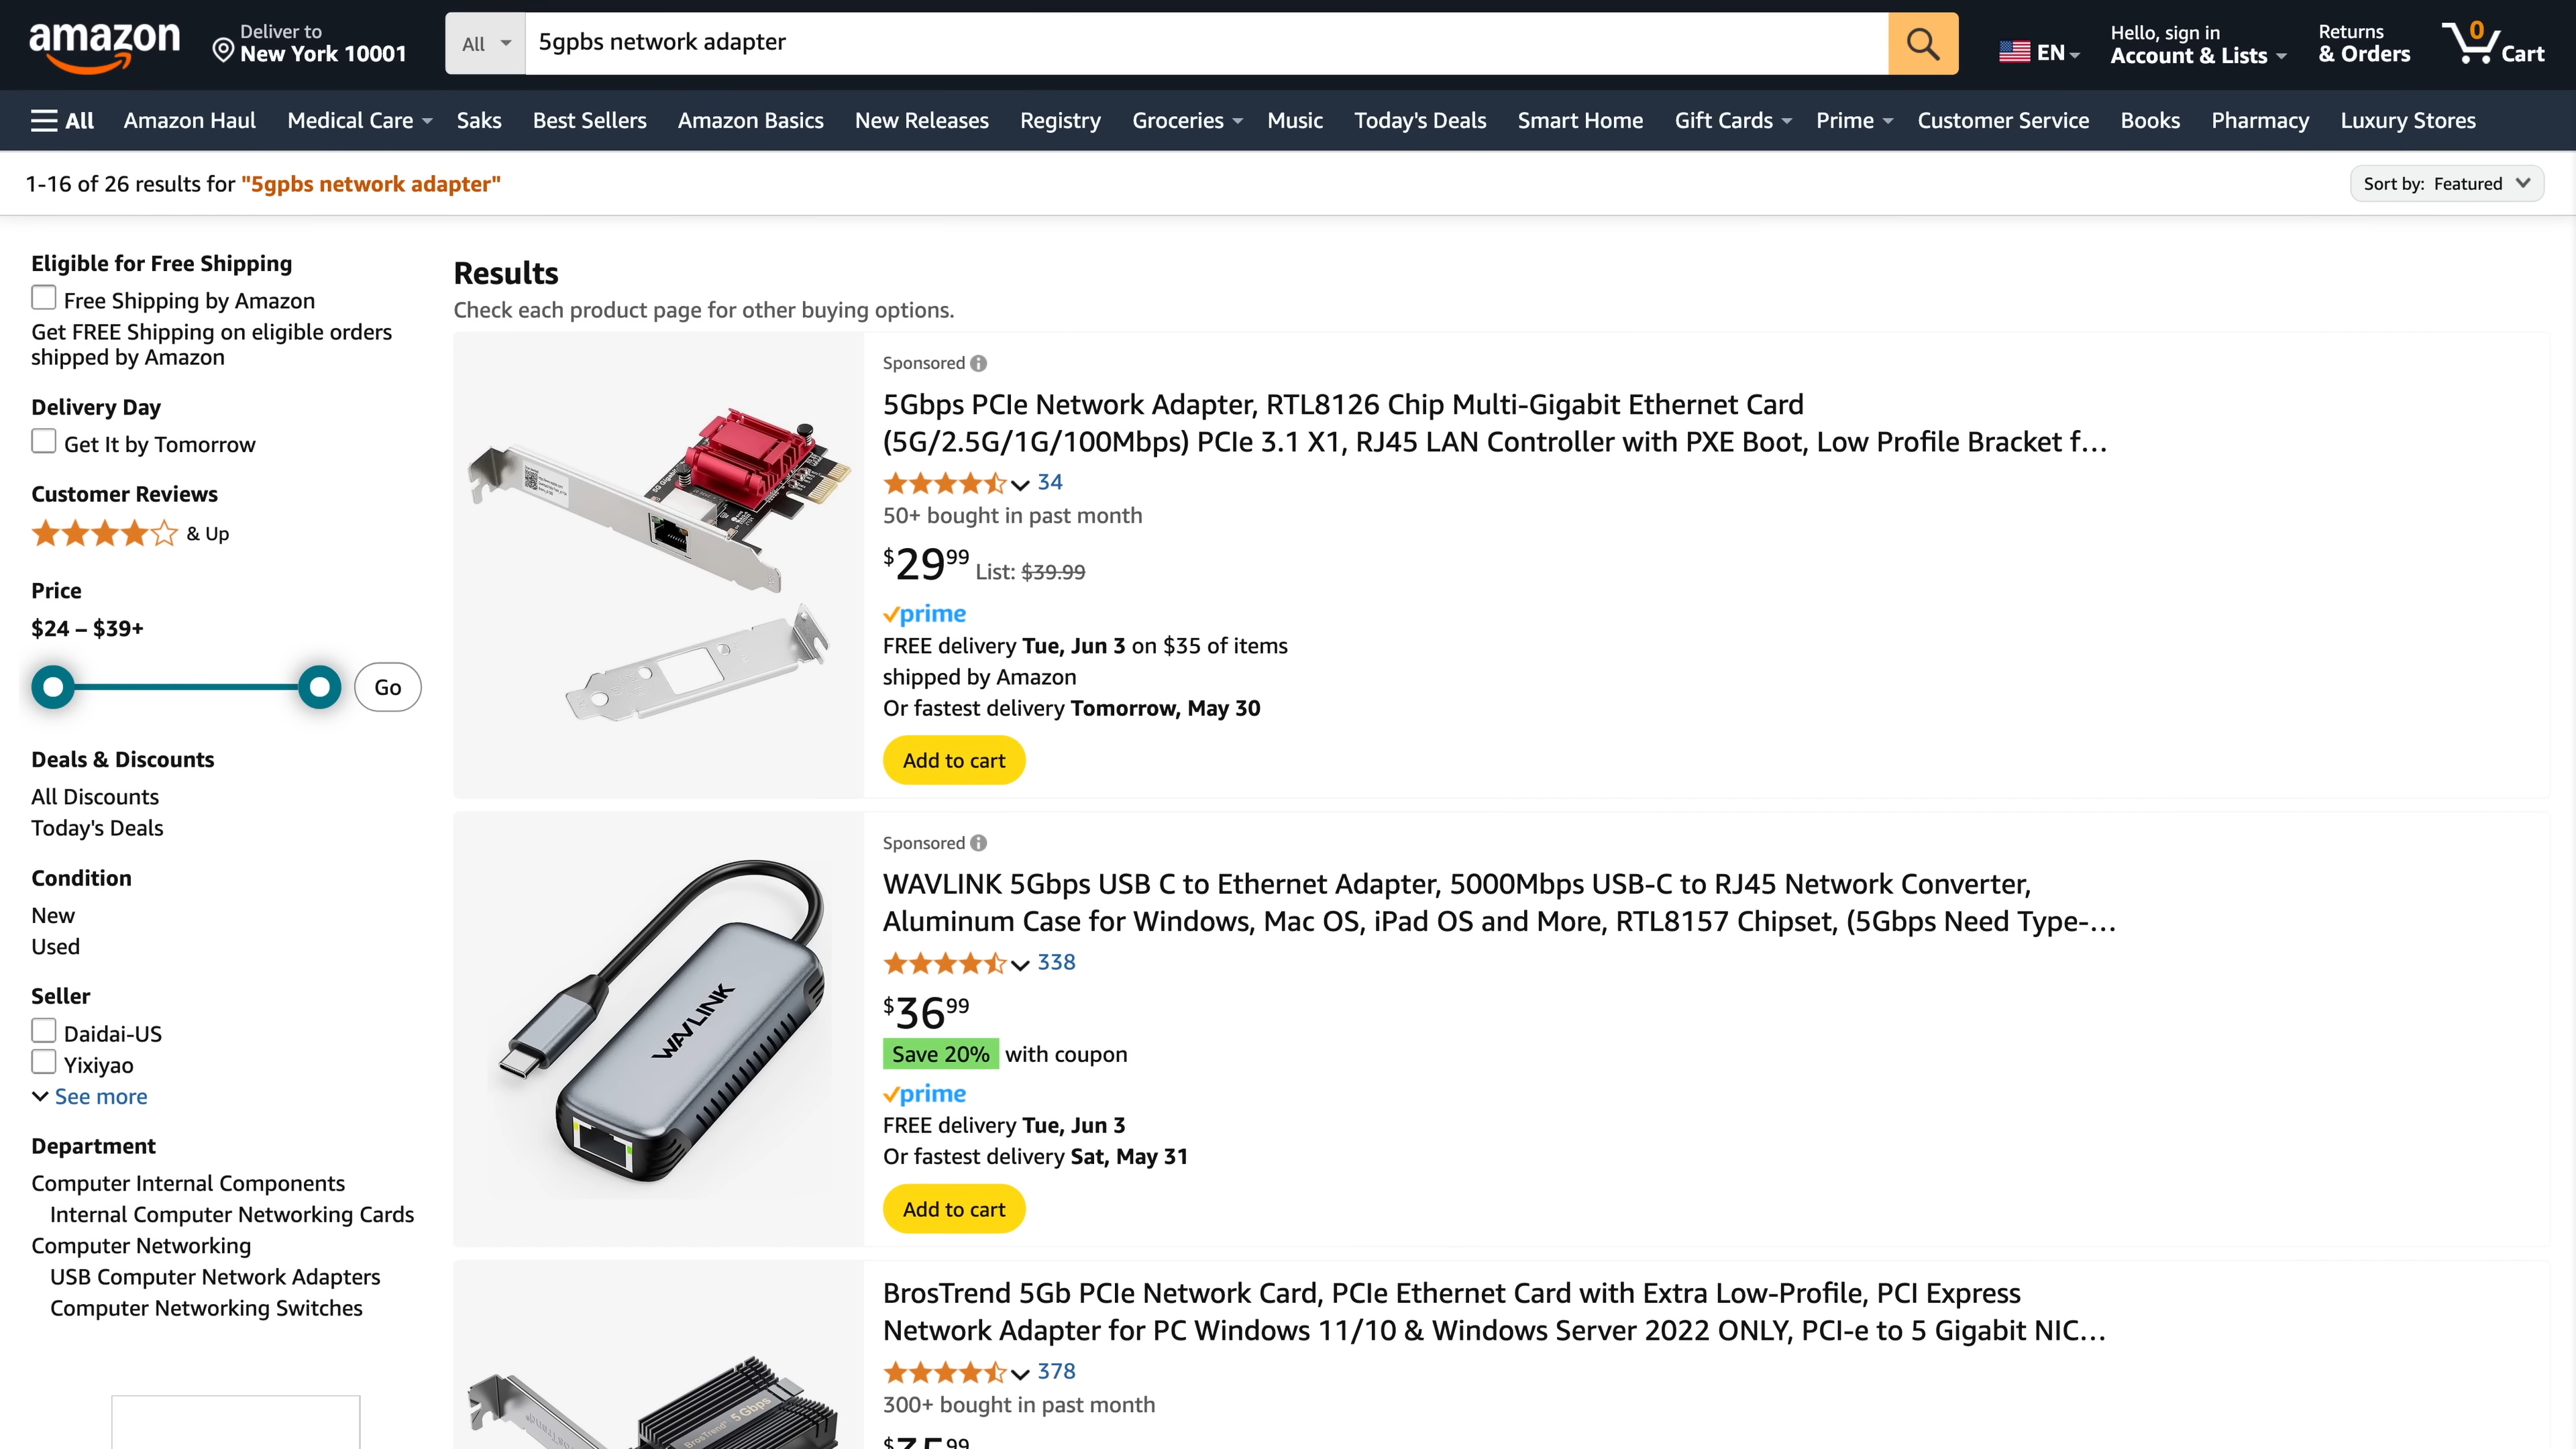 amazon
Deliver to
New York 10001
All
5gpbs network adapter
EN
Hello, sign in
Account & Lists
Returns
& Orders
0
Cart
All
Amazon Haul
Medical Care
Saks
Best Sellers
Amazon Basics
New Releases
Registry
Groceries
Music
Today's Deals
Smart Home
Gift Cards
Prime
Customer Service
Books
Pharmacy
Luxury Stores
1-16 of 26 results for "5gpbs network adapter"
Sort by: Featured
Eligible for Free Shipping
Free Shipping by Amazon
Get FREE Shipping on eligible orders
shipped by Amazon
Delivery Day
Get It by Tomorrow
Customer Reviews
& Up
Price
$24 – $39+
Go
Deals & Discounts
All Discounts
Today's Deals
Condition
New
Used
Seller
Daidai-US
Yixiyao
See more
Department
Computer Internal Components
Internal Computer Networking Cards
Computer Networking
USB Computer Network Adapters
Computer Networking Switches
Results
Check each product page for other buying options.
Sponsored
5Gbps PCIe Network Adapter, RTL8126 Chip Multi-Gigabit Ethernet Card
(5G/2.5G/1G/100Mbps) PCIe 3.1 X1, RJ45 LAN Controller with PXE Boot, Low Profile Bracket f…
34
50+ bought in past month
$29.99 List: $39.99
prime
FREE delivery Tue, Jun 3 on $35 of items
shipped by Amazon
Or fastest delivery Tomorrow, May 30
Add to cart
WAVLINK
Sponsored
WAVLINK 5Gbps USB C to Ethernet Adapter, 5000Mbps USB-C to RJ45 Network Converter,
Aluminum Case for Windows, Mac OS, iPad OS and More, RTL8157 Chipset, (5Gbps Need Type-…
338
$36.99
Save 20% with coupon
prime
FREE delivery Tue, Jun 3
Or fastest delivery Sat, May 31
Add to cart
BrosTrend 5Gbps
BrosTrend 5Gb PCIe Network Card, PCIe Ethernet Card with Extra Low-Profile, PCI Express
Network Adapter for PC Windows 11/10 & Windows Server 2022 ONLY, PCI-e to 5 Gigabit NIC…
378
300+ bought in past month
$35.99